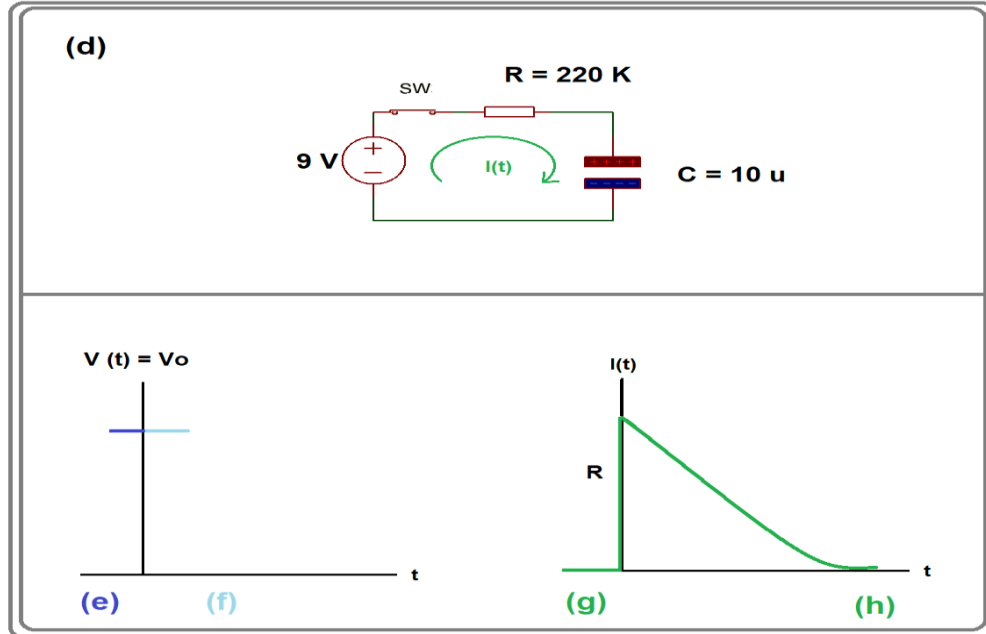 (d)
R = 220 K
SW
9 V
I(t)
C = 10 u
+ + + +
V (t) = Vo
t
(e)
(f)
I(t)
R
t
(g)
(h)